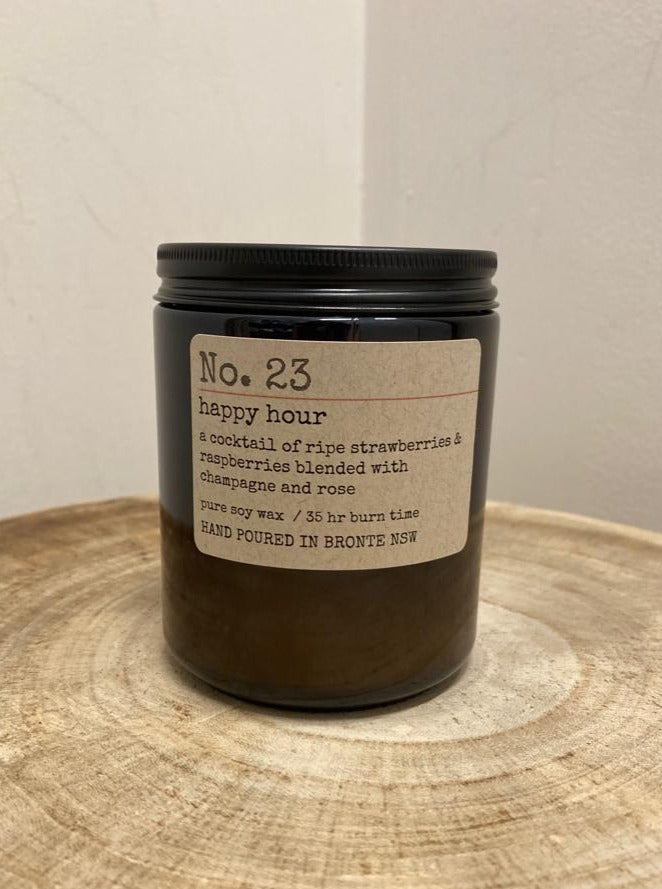 No. 23
happy hour
a cocktail of ripe strawberries &
raspberries blended with
champagne and rose
pure soy wax / 35 hr burn time
HAND POURED IN BRONTE NSW